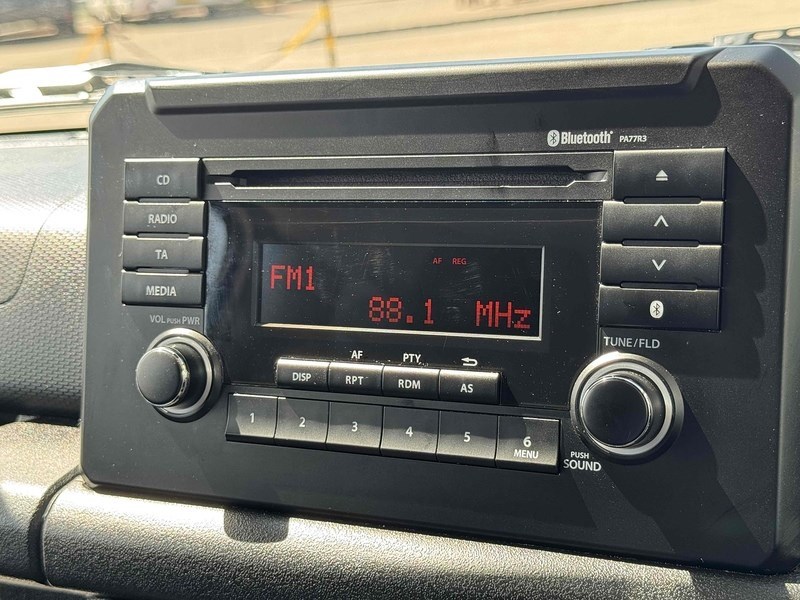 Bluetooth® PA77R3
CD
RADIO
TA
MEDIA
AF REG
FM1
88.1 MHz
VOL PUSH PWR
TUNE/FLD
AF PTY
DISP RPT RDM AS
1 2 3 4 5 6
MENU
PUSH
SOUND